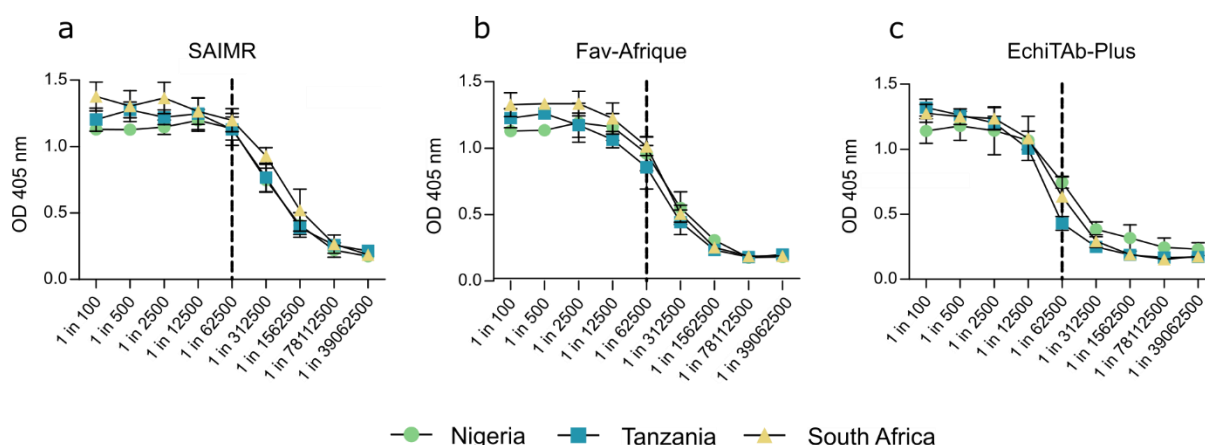 a
SAIMR
OD 405 nm
1.5
1.0
0.5
0.0
1 in 100
1 in 500
1 in 2500
1 in 12500
1 in 62500
1 in 312500
1 in 1562500
1 in 78112500
1 in 39062500
b
Fav-Afrique
OD 405 nm
1.5
1.0
0.5
0.0
1 in 100
1 in 500
1 in 2500
1 in 12500
1 in 62500
1 in 312500
1 in 1562500
1 in 78112500
1 in 39062500
c
EchiTAb-Plus
OD 405 nm
1.5
1.0
0.5
0.0
1 in 100
1 in 500
1 in 2500
1 in 12500
1 in 62500
1 in 312500
1 in 1562500
1 in 78112500
1 in 39062500
Nigeria Tanzania South Africa